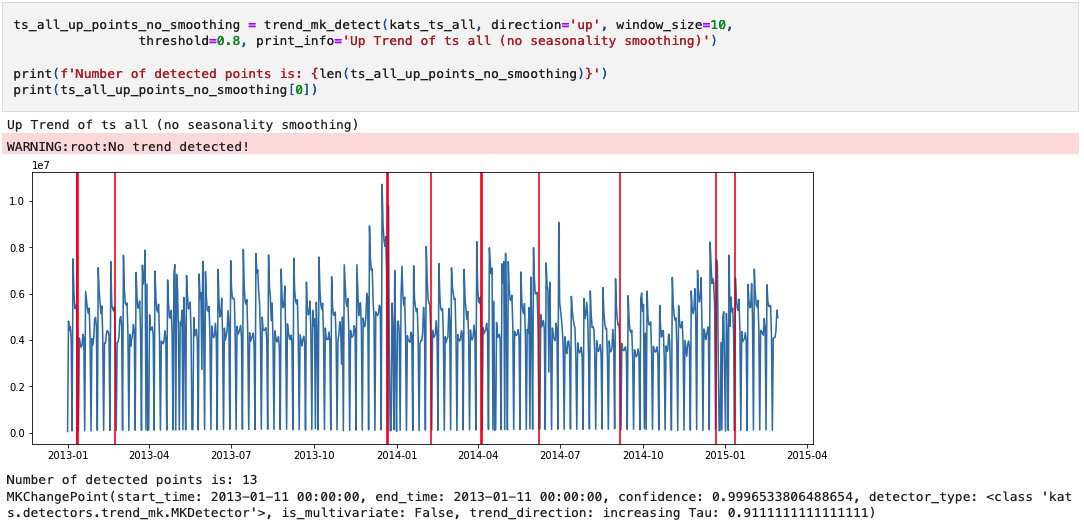 ts_all_up_points_no_smoothing = trend_mk_detect(kats_ts_all, direction='up', window_size=10,
threshold=0.8, print_info='Up Trend of ts all (no seasonality smoothing)')
print(f'Number of detected points is: {len(ts_all_up_points_no_smoothing)}')
print(ts_all_up_points_no_smoothing[0])
Up Trend of ts all (no seasonality smoothing)
WARNING:root:No trend detected!
1e7
1.0
0.8
0.6
0.4
0.2
0.0
2013-01 2013-04 2013-07 2013-10 2014-01 2014-04 2014-07 2014-10 2015-01 2015-04
Number of detected points is: 13
MKChangePoint(start_time: 2013-01-11 00:00:00, end_time: 2013-01-11 00:00:00, confidence: 0.9996533806488654, detector_type: <class 'kat
s.detectors.trend_mk.MKDetector'>, is_multivariate: False, trend_direction: increasing Tau: 0.9111111111111111)